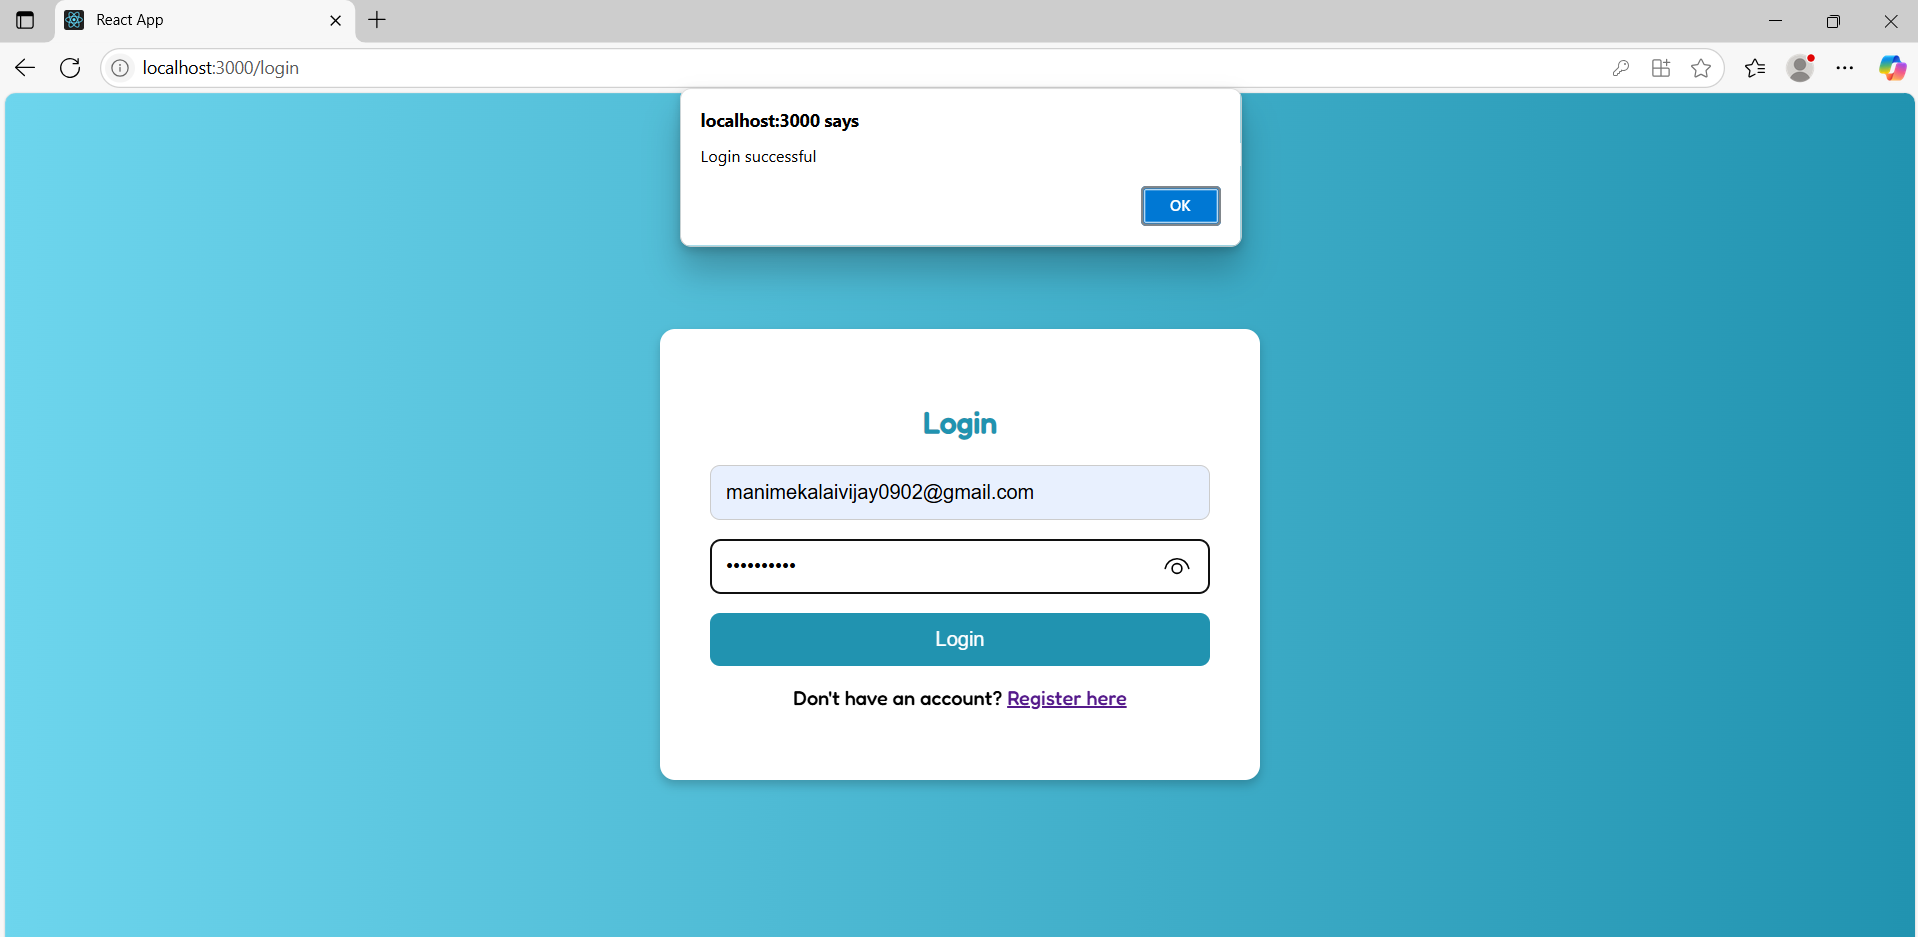 React App
localhost:3000/login
localhost:3000 says
Login successful
OK
Login
manimekalaivijay0902@gmail.com
••••••••••
Login
Don't have an account? Register here